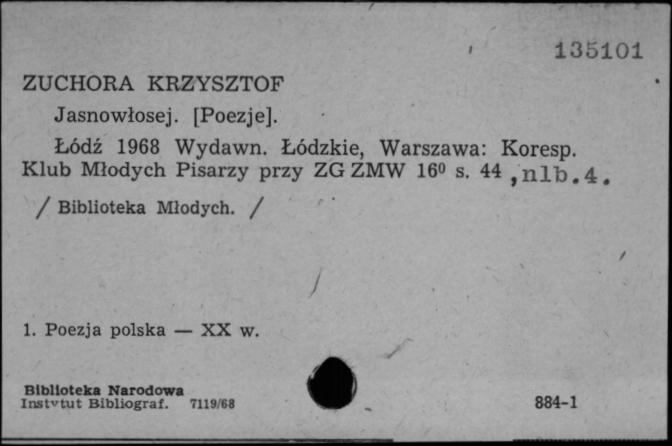 135101
ZUCHORA KRZYSZTOF
Jasnowłosej. [Poezje].
Łódź 1968 Wydawn. Łódzkie, Warszawa: Koresp.
Klub Młodych Pisarzy przy ZG ZMW 16⁰ s. 44 , nlb. 4.
/ Biblioteka Młodych. /
1. Poezja polska — XX w.
Biblioteka Narodowa
Instytut Bibliograf. 7119/68
884-1